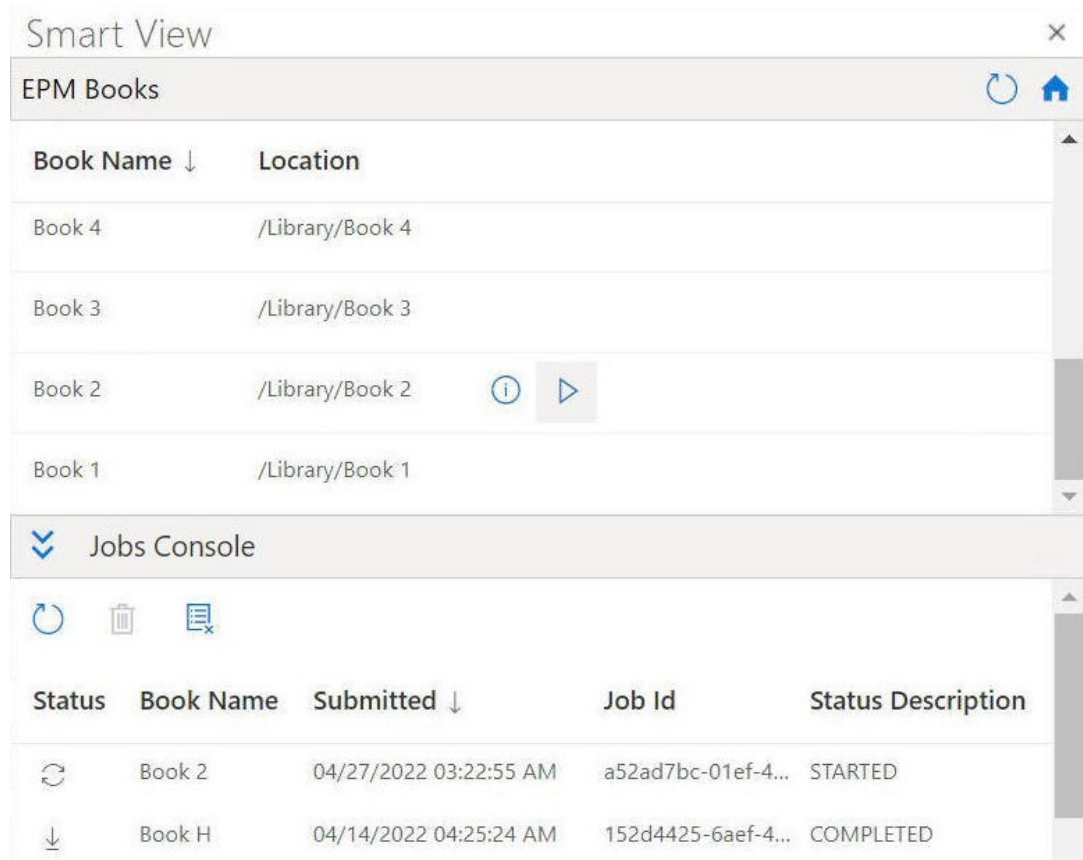 Smart View
EPM Books
Book Name ↓ Location
Book 4 /Library/Book 4
Book 3 /Library/Book 3
Book 2 /Library/Book 2
Book 1 /Library/Book 1
Jobs Console
Status Book Name Submitted ↓ Job Id Status Description
Book 2 04/27/2022 03:22:55 AM a52ad7bc-01ef-4... STARTED
Book H 04/14/2022 04:25:24 AM 152d4425-6aef-4... COMPLETED